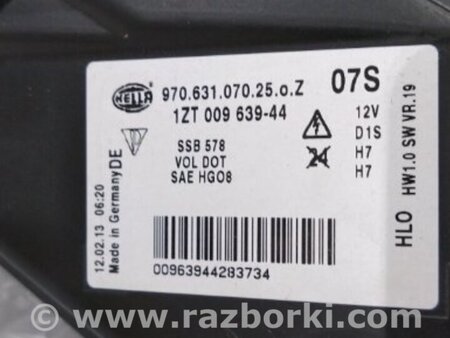 HELLA
970.631.070.25.o.Z 07S
1ZT 009 639-44
SSB 578
VOL DOT
SAE HG08
12V
D1S
24 H7
H7
HLO HW1.0 SW VR.19
12.02.13 06:20
Made in Germany DE
00963944283734
www.razborki.com